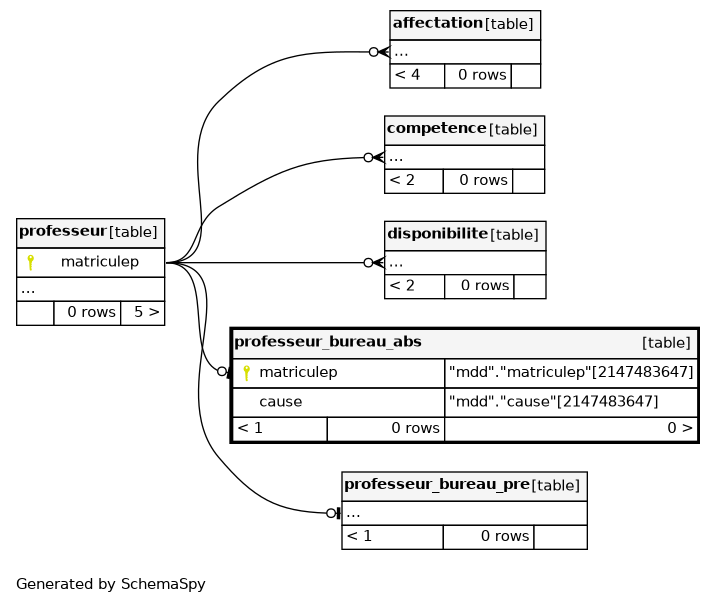 affectation [table]
...
< 4 0 rows
competence [table]
...
< 2 0 rows
professeur [table]
matriculep
...
0 rows 5 >
disponibilite [table]
...
< 2 0 rows
professeur_bureau_abs [table]
matriculep "mdd"."matriculep"[2147483647]
cause "mdd"."cause"[2147483647]
< 1 0 rows 0 >
professeur_bureau_pre [table]
...
< 1 0 rows
Generated by SchemaSpy